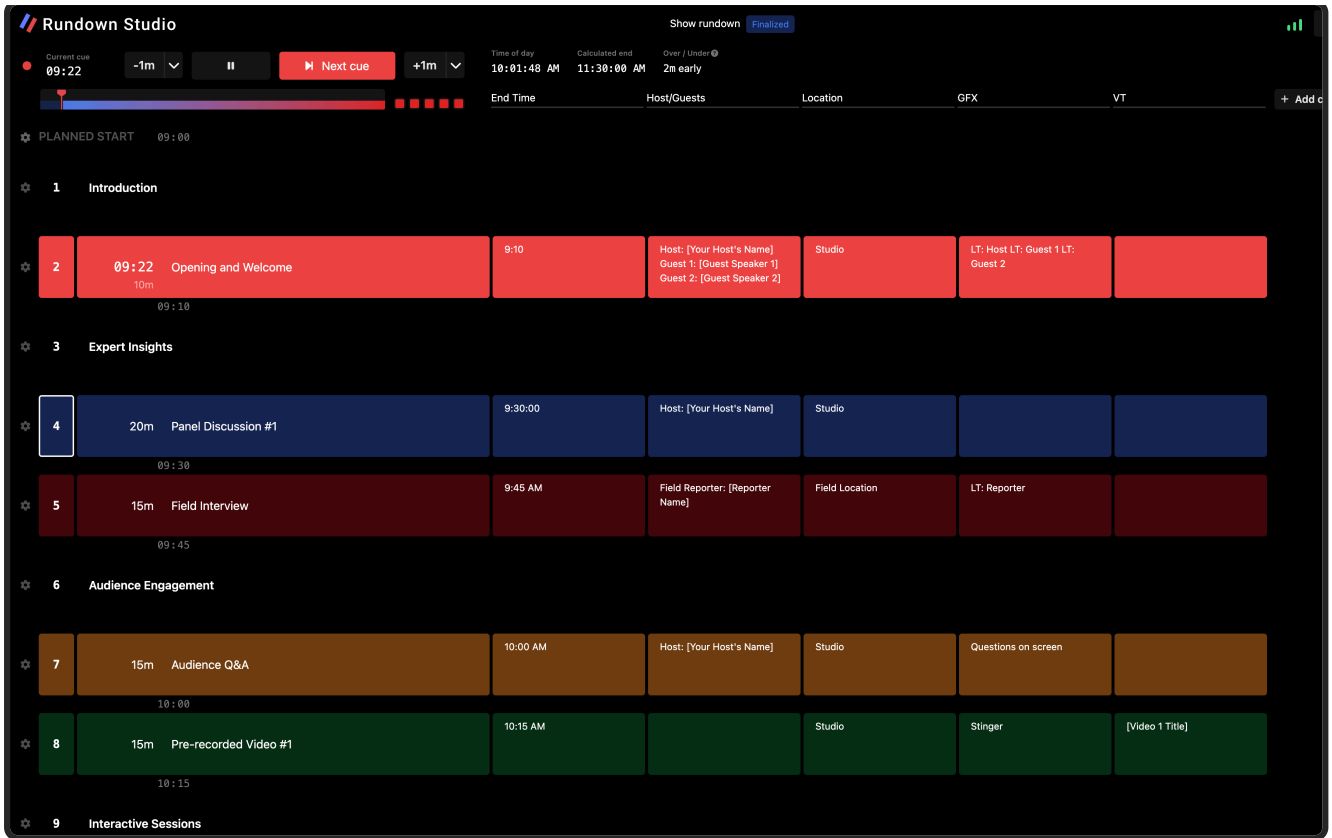 Rundown Studio
Show rundown Finalized
Current cue
09:22
-1m
Next cue
+1m
Time of day
10:01:48 AM
Calculated end
11:30:00 AM
Over / Under
2m early
End Time Host/Guests Location GFX VT + Add c
PLANNED START 09:00
1 Introduction
2 09:22 Opening and Welcome
10m
9:10
Host: [Your Host's Name]
Guest 1: [Guest Speaker 1]
Guest 2: [Guest Speaker 2]
Studio
LT: Host LT: Guest 1 LT:
Guest 2
09:10
3 Expert Insights
4 20m Panel Discussion #1
9:30:00
Host: [Your Host's Name]
Studio
09:30
5 15m Field Interview
9:45 AM
Field Reporter: [Reporter
Name]
Field Location
LT: Reporter
09:45
6 Audience Engagement
7 15m Audience Q&A
10:00 AM
Host: [Your Host's Name]
Studio
Questions on screen
10:00
8 15m Pre-recorded Video #1
10:15 AM
Studio
Stinger
[Video 1 Title]
10:15
9 Interactive Sessions